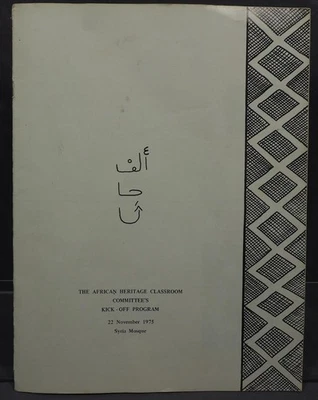 ألف
حا
THE AFRICAN HERITAGE CLASSROOM
COMMITTEE'S
KICK - OFF PROGRAM
22 November 1975
Syria Mosque